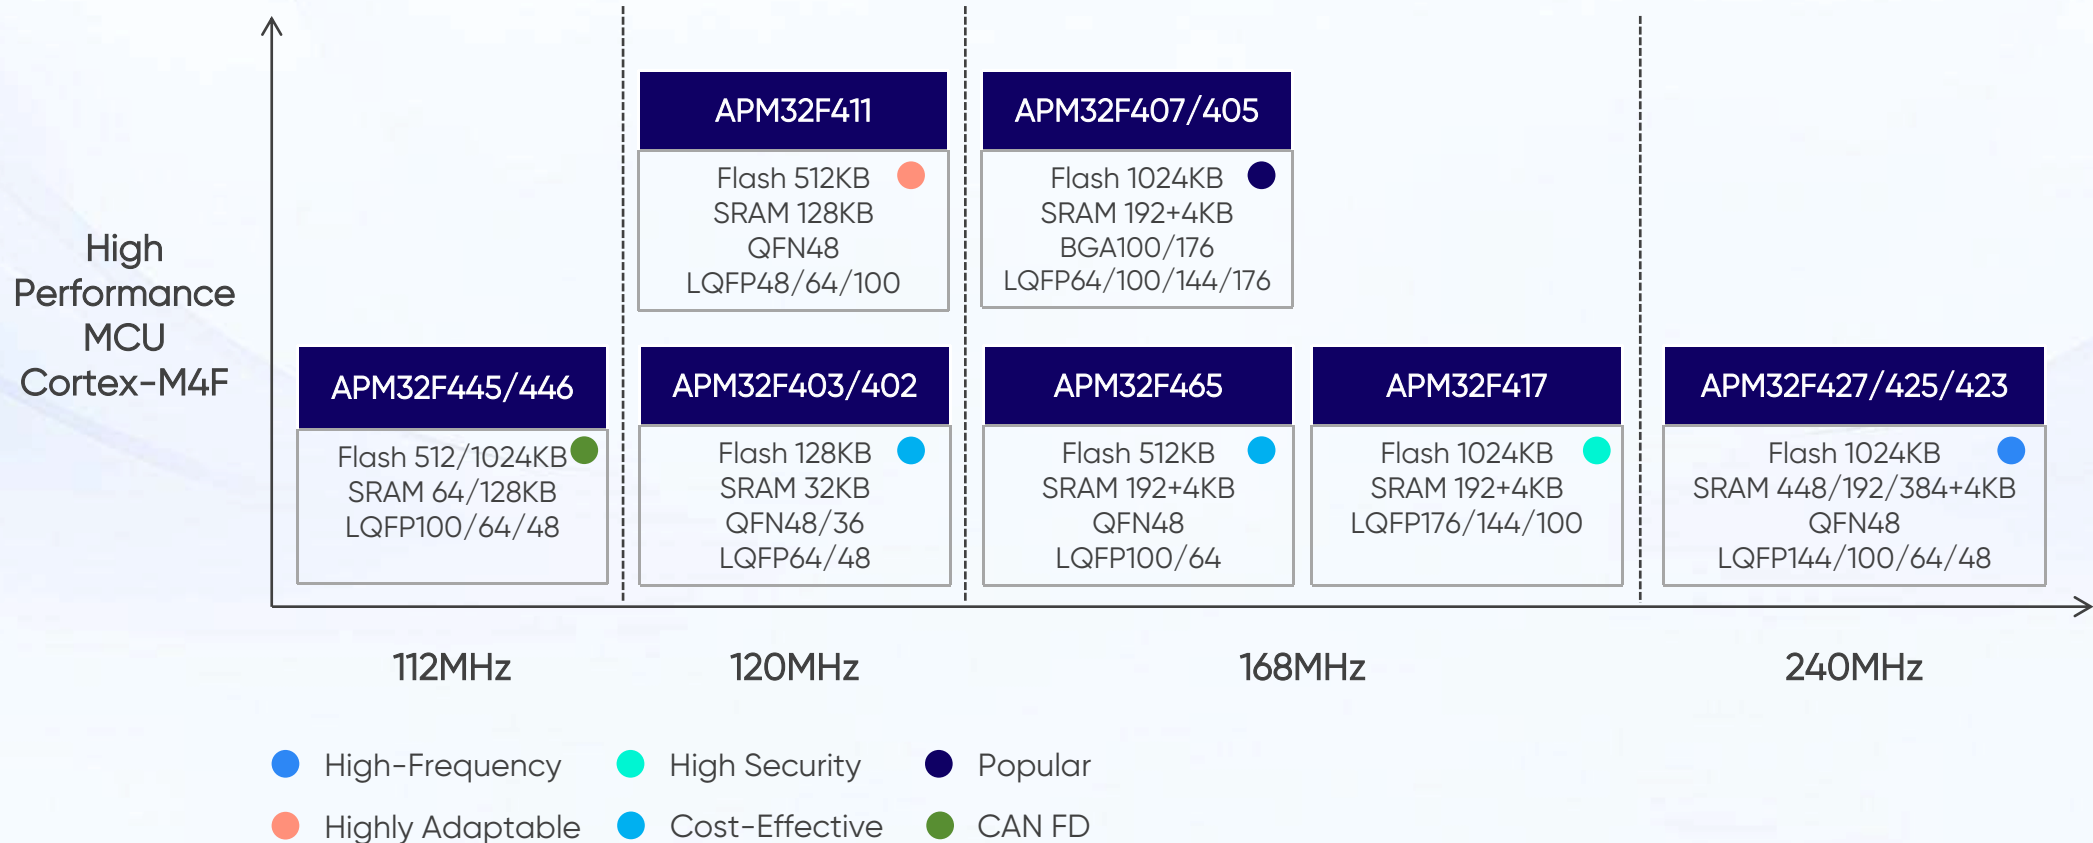 High
Performance
MCU
Cortex-M4F
APM32F411
Flash 512KB
SRAM 128KB
QFN48
LQFP48/64/100
APM32F407/405
Flash 1024KB
SRAM 192+4KB
BGA100/176
LQFP64/100/144/176
APM32F445/446
Flash 512/1024KB
SRAM 64/128KB
LQFP100/64/48
APM32F403/402
Flash 128KB
SRAM 32KB
QFN48/36
LQFP64/48
APM32F465
Flash 512KB
SRAM 192+4KB
QFN48
LQFP100/64
APM32F417
Flash 1024KB
SRAM 192+4KB
LQFP176/144/100
APM32F427/425/423
Flash 1024KB
SRAM 448/192/384+4KB
QFN48
LQFP144/100/64/48
112MHz
120MHz
168MHz
240MHz
High-Frequency
High Security
Popular
Highly Adaptable
Cost-Effective
CAN FD